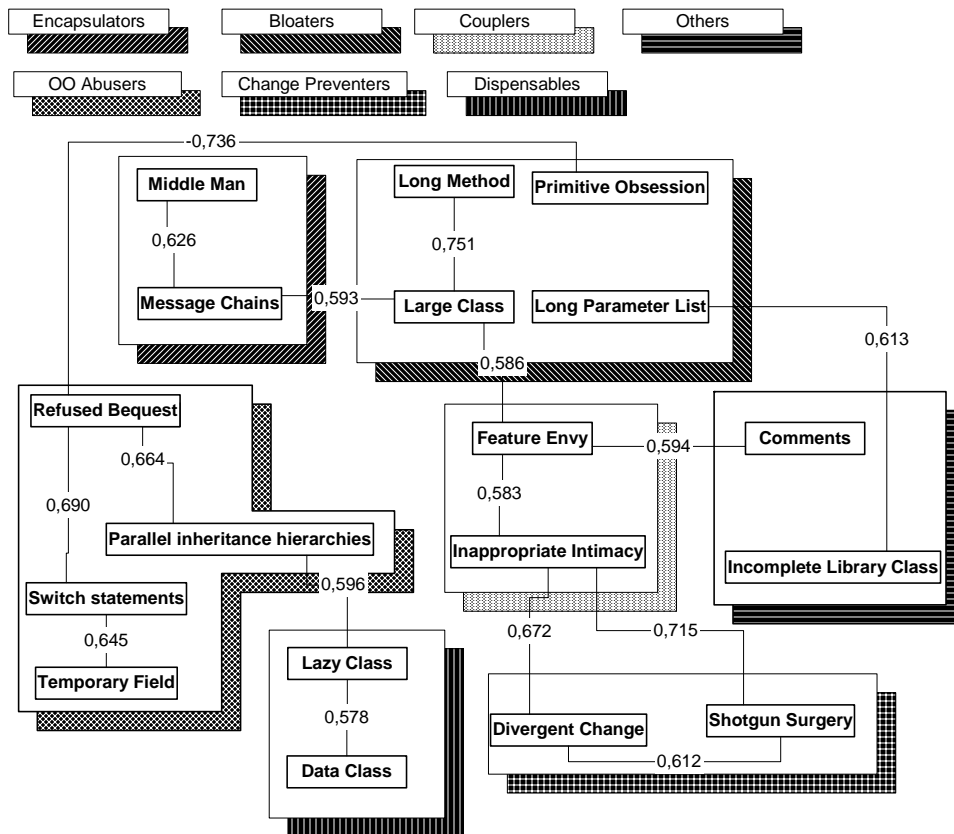 Encapsulators
Bloaters
Couplers
Others
OO Abusers
Change Preventers
Dispensables
-0,736
Middle Man
Long Method
Primitive Obsession
0,626
0,751
Message Chains
0,593
Large Class
Long Parameter List
0,586
0,613
Refused Bequest
Feature Envy
0,594
Comments
0,664
0,583
0,690
Parallel inheritance hierarchies
Inappropriate Intimacy
Incomplete Library Class
0,596
Switch statements
0,672
0,715
0,645
Lazy Class
Temporary Field
0,578
Divergent Change
Shotgun Surgery
Data Class
0,612